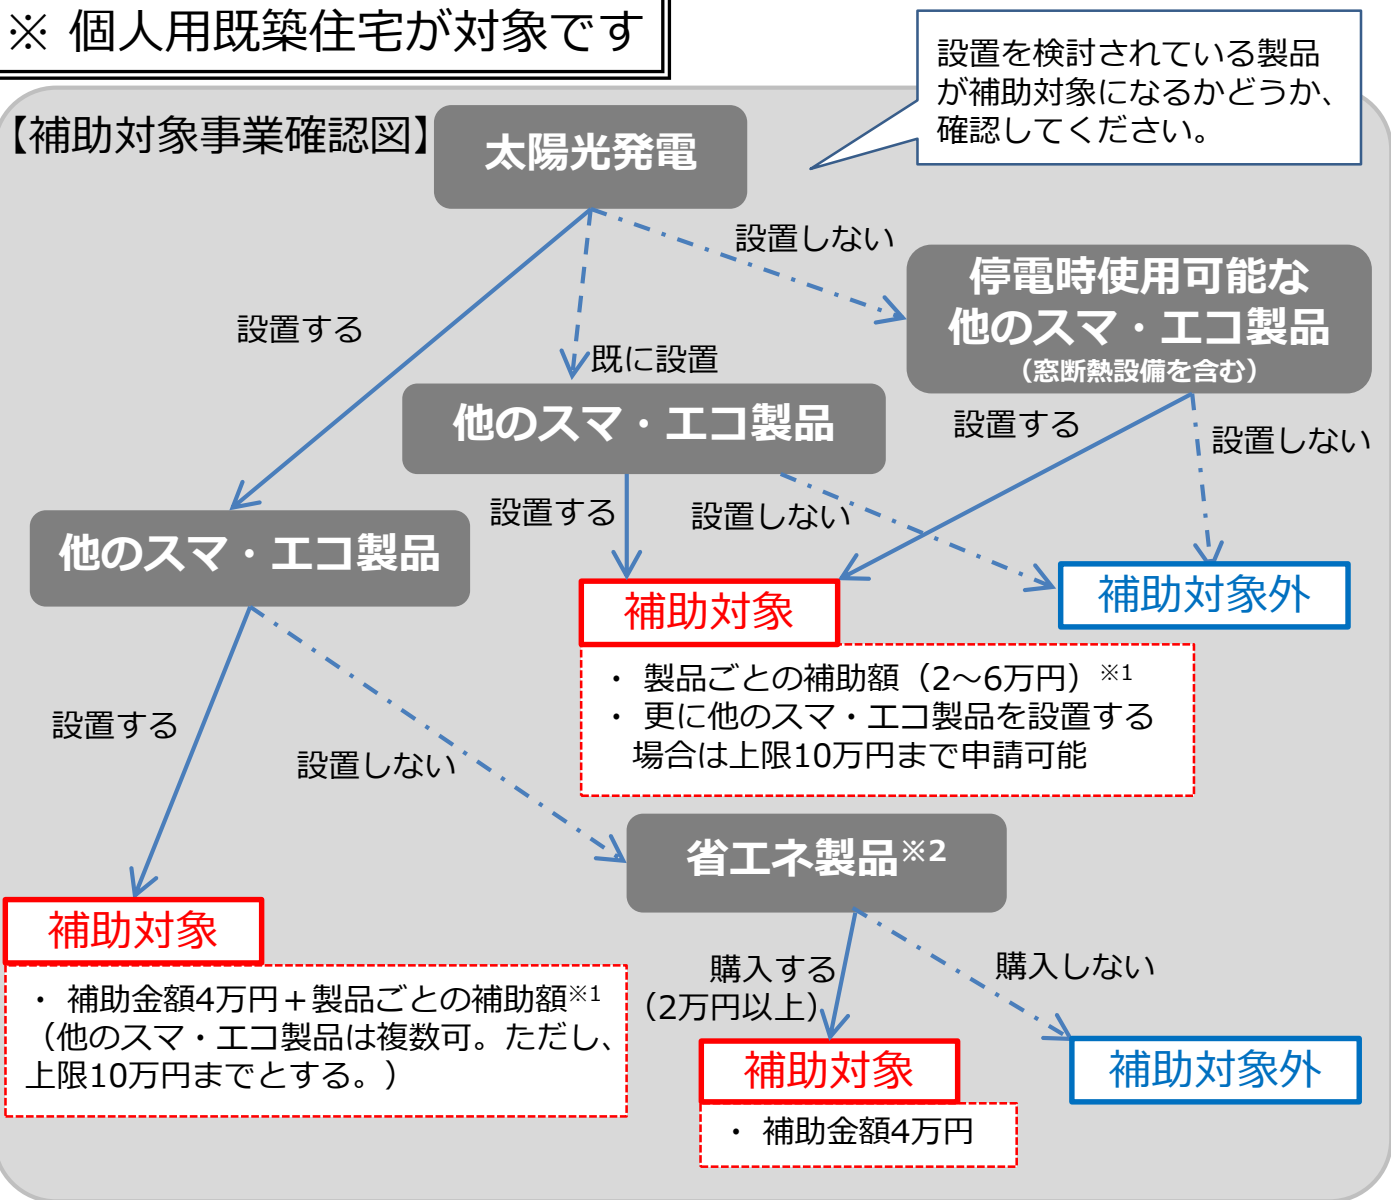 ※ 個人用既築住宅が対象です
設置を検討されている製品
が補助対象になるかどうか、
確認してください。
【補助対象事業確認図】
太陽光発電
設置しない
停電時使用可能な
他のスマ・エコ製品
（窓断熱設備を含む）
設置する
既に設置
他のスマ・エコ製品
設置する
設置しない
設置する
設置しない
他のスマ・エコ製品
補助対象
補助対象外
・ 製品ごとの補助額（2～6万円）※1
・ 更に他のスマ・エコ製品を設置する
場合は上限10万円まで申請可能
設置する
設置しない
省エネ製品※2
補助対象
・ 補助金額4万円＋製品ごとの補助額※1
（他のスマ・エコ製品は複数可。ただし、
上限10万円までとする。）
購入する
（2万円以上）
購入しない
補助対象
補助対象外
・ 補助金額4万円